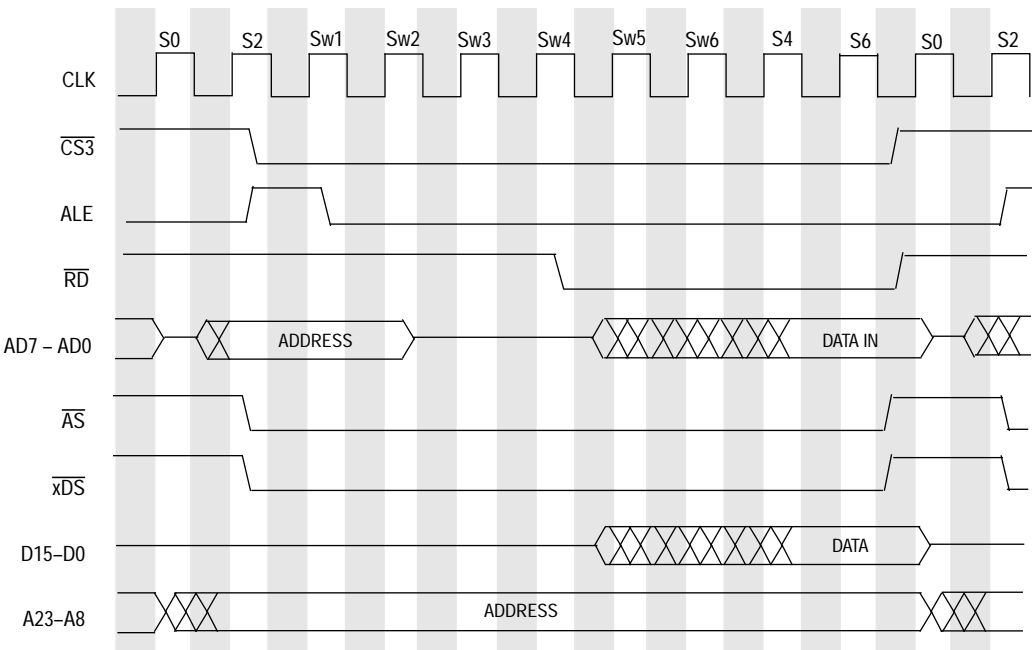 S0 S2 Sw1 Sw2 Sw3 Sw4 Sw5 Sw6 S4 S6 S0 S2
CLK
CS3
ALE
RD
AD7 – AD0 ADDRESS DATA IN
AS
xDS
D15–D0 DATA
A23–A8 ADDRESS